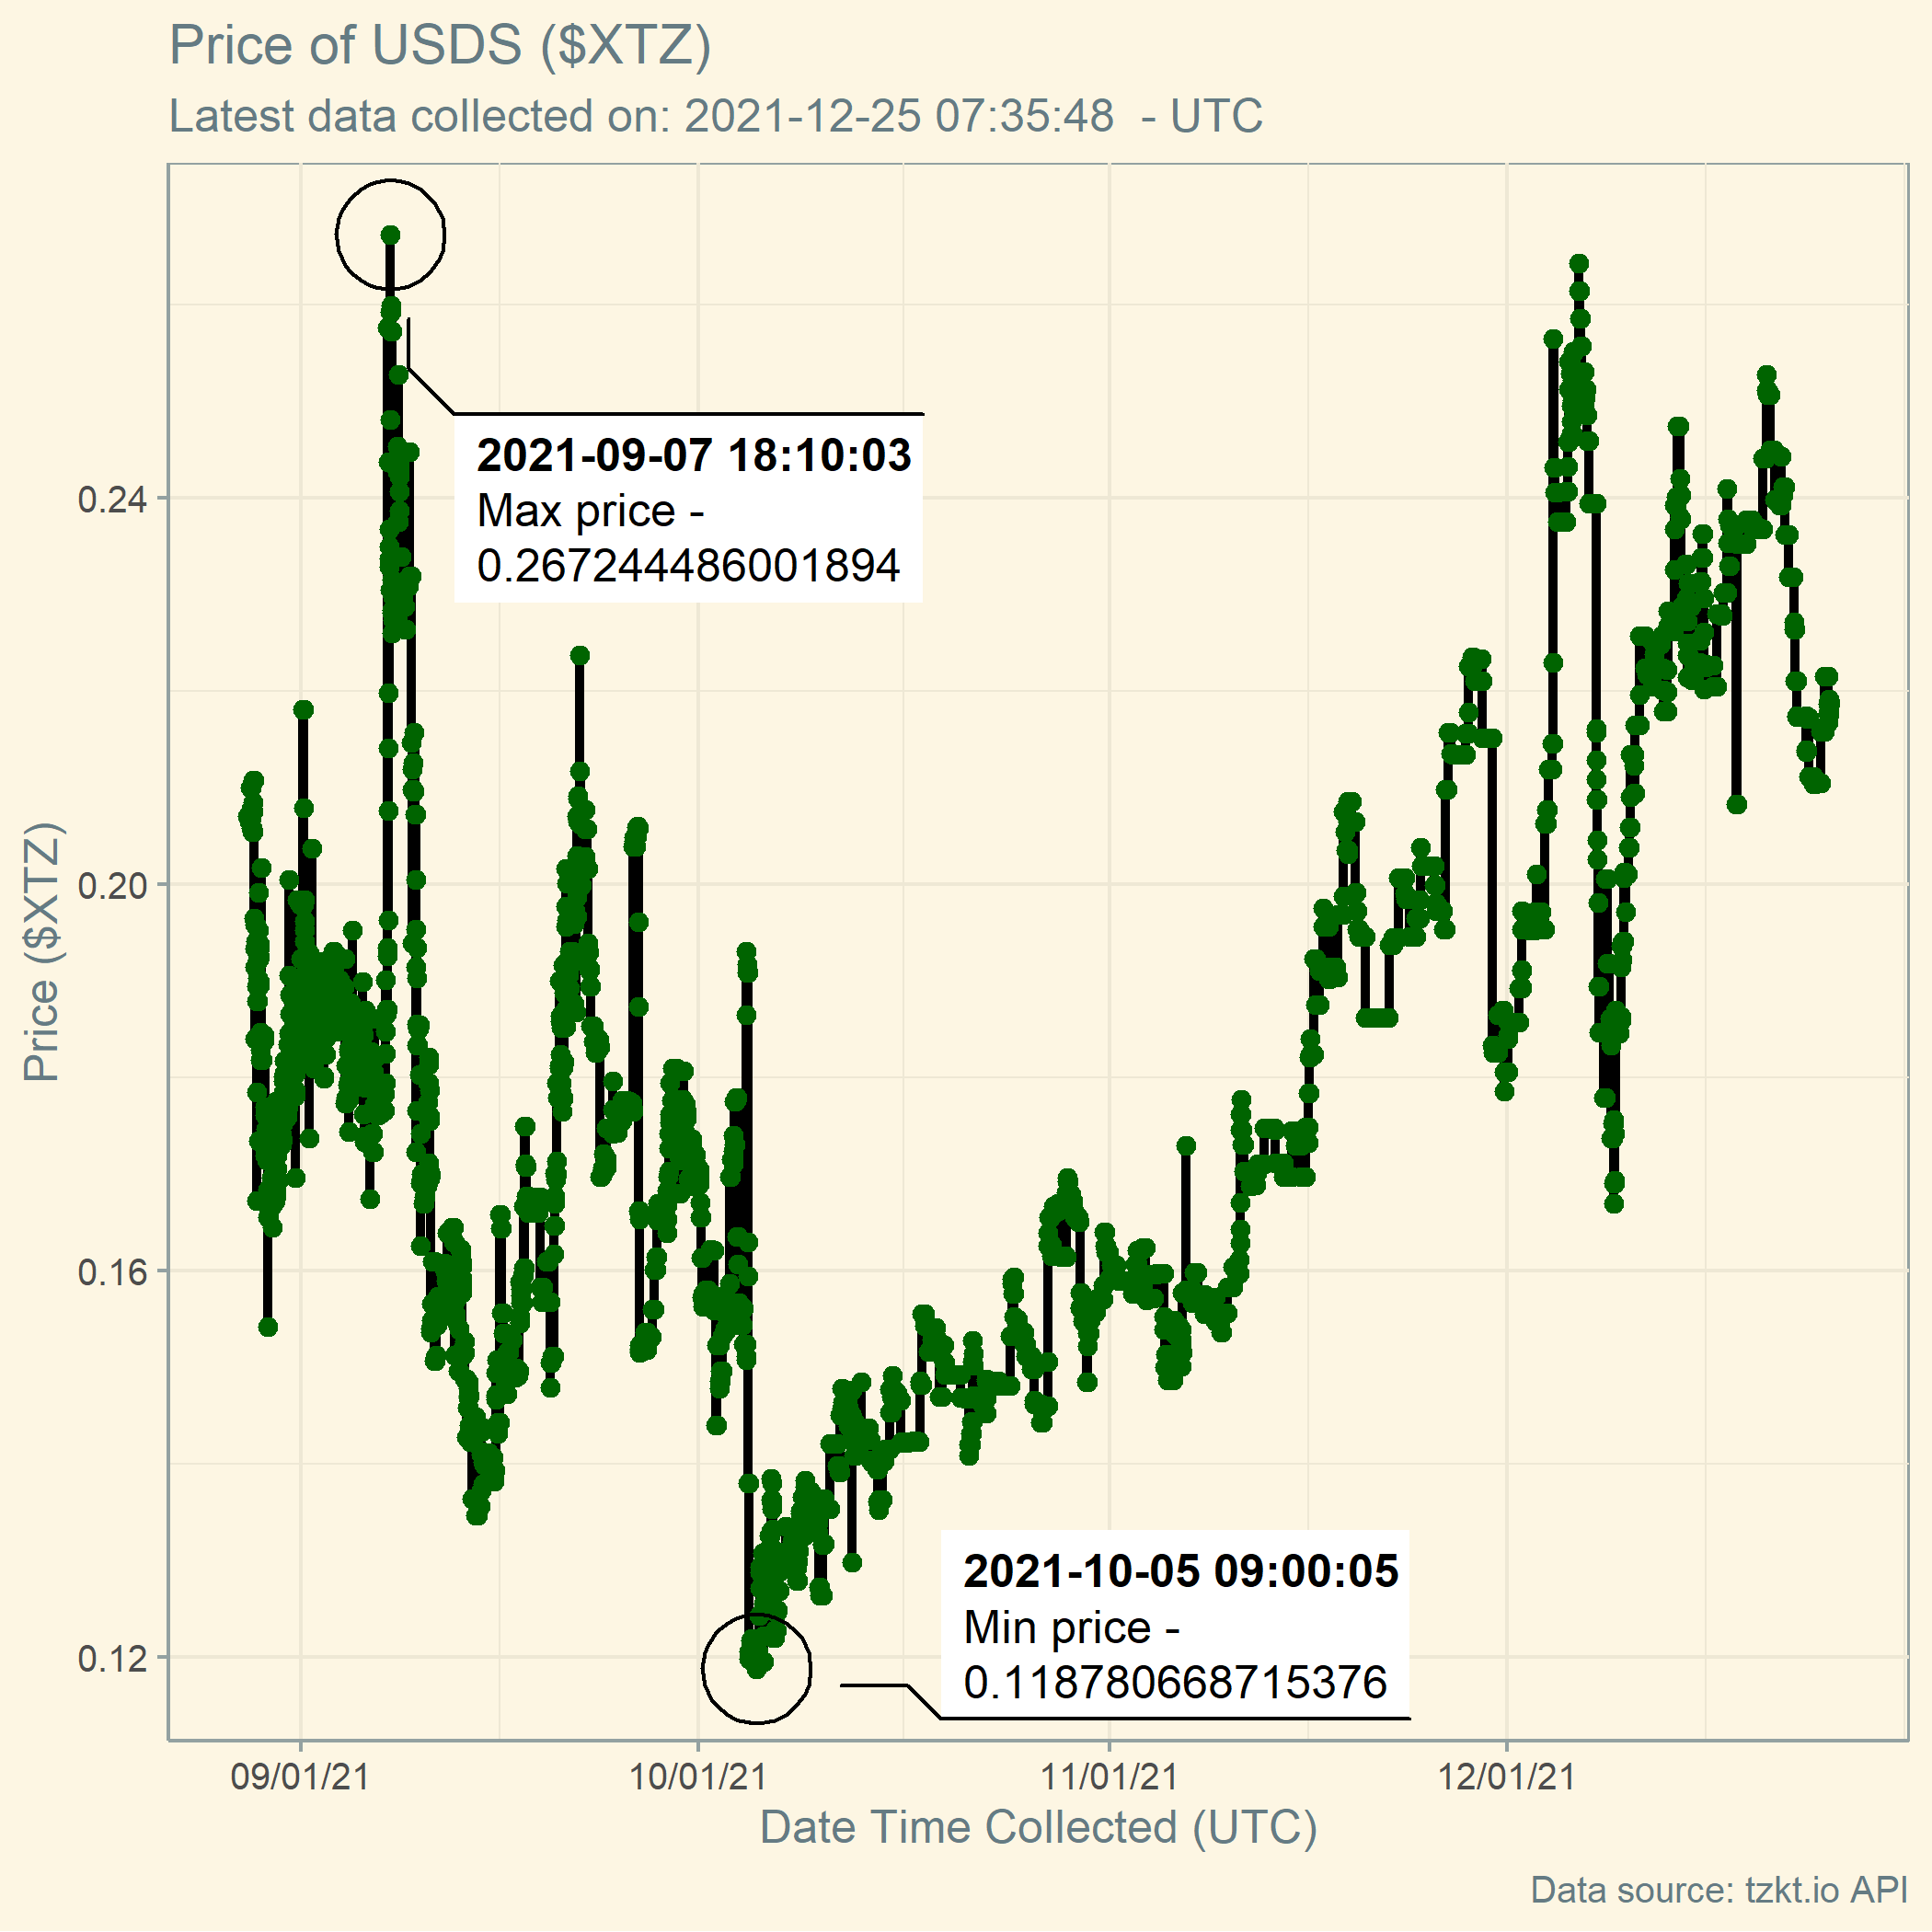 Price of USDS ($XTZ)
Latest data collected on: 2021-12-25 07:35:48  - UTC
2021-09-07 18:10:03
Max price -
0.267244486001894
0.24
0.20
0.16
0.12
Price ($XTZ)
2021-10-05 09:00:05
Min price -
0.118780668715376
09/01/21
10/01/21
11/01/21
12/01/21
Date Time Collected (UTC)
Data source: tzkt.io API